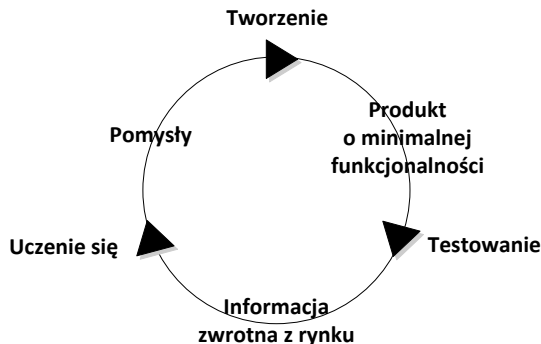 Tworzenie
Produkt
o minimalnej
funkcjonalności
Pomysły
Testowanie
Uczenie się
Informacja
zwrotna z rynku